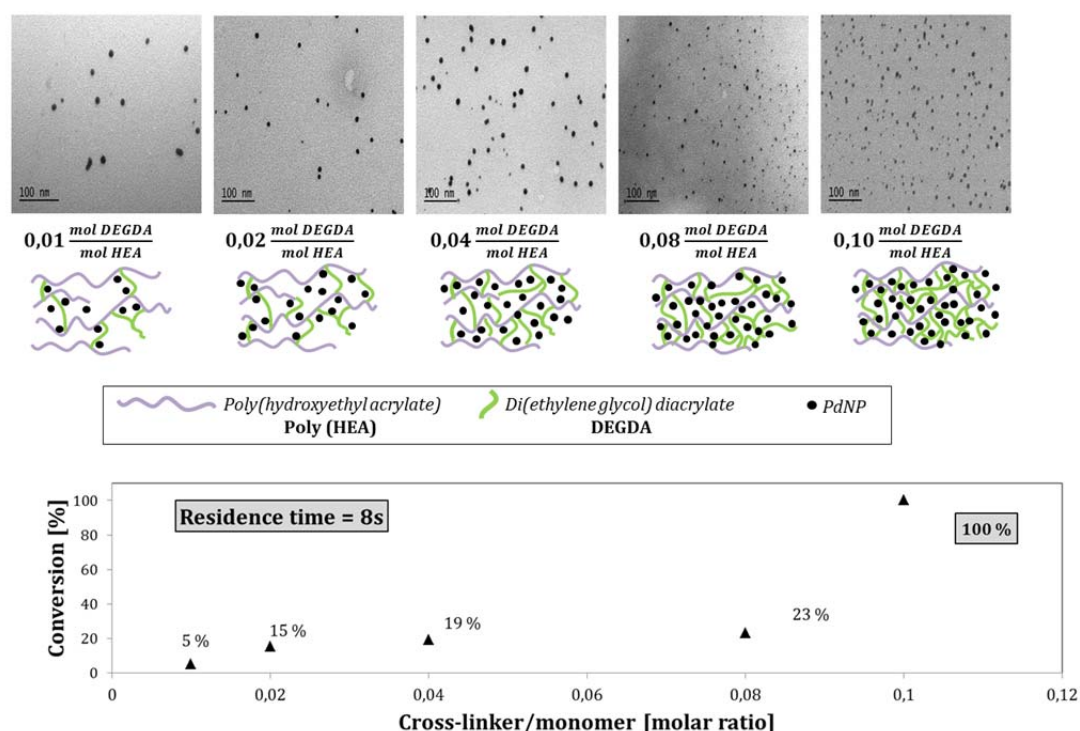 100 nm
100 nm
100 nm
100 nm
100 nm
0,01 mol DEGDA
mol HEA
0,02 mol DEGDA
mol HEA
0,04 mol DEGDA
mol HEA
0,08 mol DEGDA
mol HEA
0,10 mol DEGDA
mol HEA
Poly(hydroxyethyl acrylate)
Poly (HEA)
Di(ethylene glycol) diacrylate
DEGDA
PdNP
Conversion [%]
100
80
60
40
20
0
Residence time = 8s
5 %
15 %
19 %
23 %
100 %
0
0,02
0,04
0,06
0,08
0,1
0,12
Cross-linker/monomer [molar ratio]